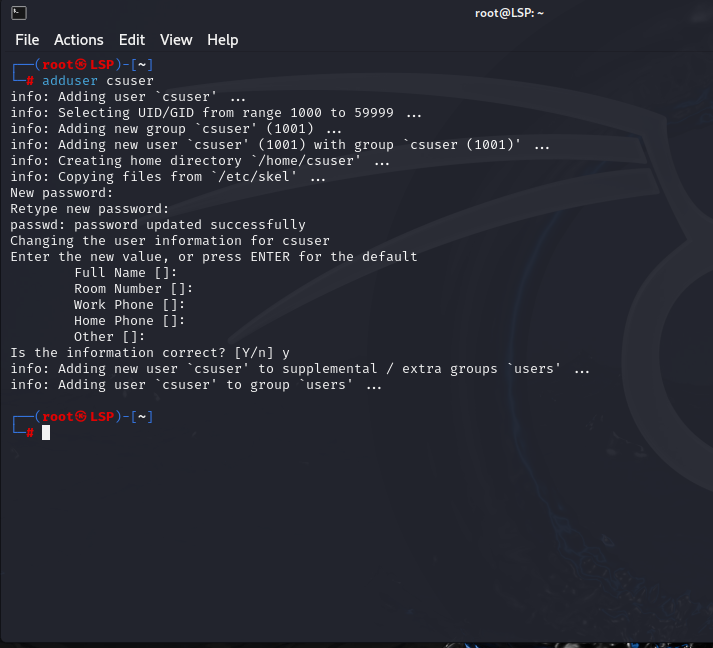 root@LSP: ~
File Actions Edit View Help
┌──(root㉿LSP)-[~]
└─# adduser csuser
info: Adding user `csuser' ...
info: Selecting UID/GID from range 1000 to 59999 ...
info: Adding new group `csuser' (1001) ...
info: Adding new user `csuser' (1001) with group `csuser (1001)' ...
info: Creating home directory `/home/csuser' ...
info: Copying files from `/etc/skel' ...
New password:
Retype new password:
passwd: password updated successfully
Changing the user information for csuser
Enter the new value, or press ENTER for the default
        Full Name []:
        Room Number []:
        Work Phone []:
        Home Phone []:
        Other []:
Is the information correct? [Y/n] y
info: Adding new user `csuser' to supplemental / extra groups `users' ...
info: Adding user `csuser' to group `users' ...
┌──(root㉿LSP)-[~]
└─#